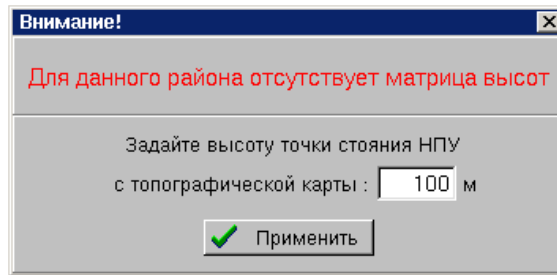 Внимание!
Для данного района отсутствует матрица высот
Задайте высоту точки стояния НПУ
с топографической карты : 100 м
Применить